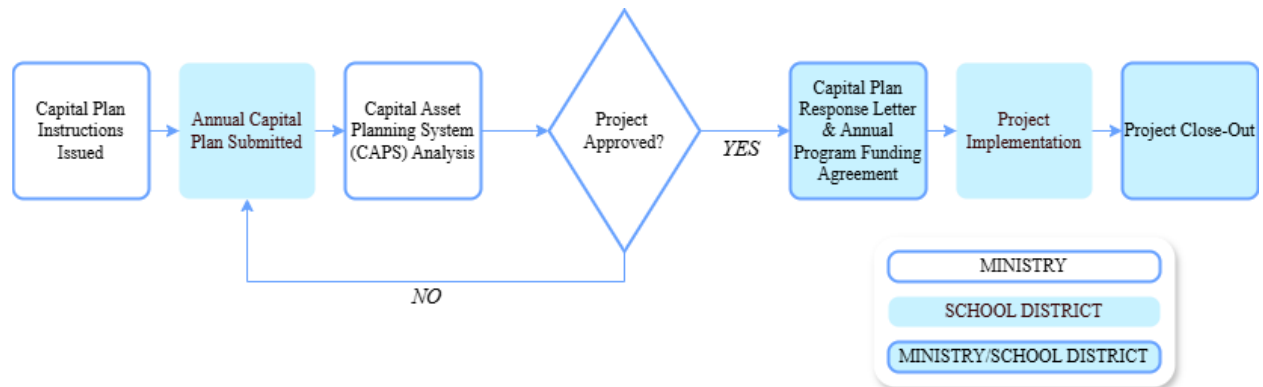 Capital Plan
Instructions
Issued
Annual Capital
Plan Submitted
Capital Asset
Planning System
(CAPS) Analysis
Project
Approved?
YES
Capital Plan
Response Letter
& Annual
Program Funding
Agreement
Project
Implementation
Project Close-Out
NO
MINISTRY
SCHOOL DISTRICT
MINISTRY/SCHOOL DISTRICT